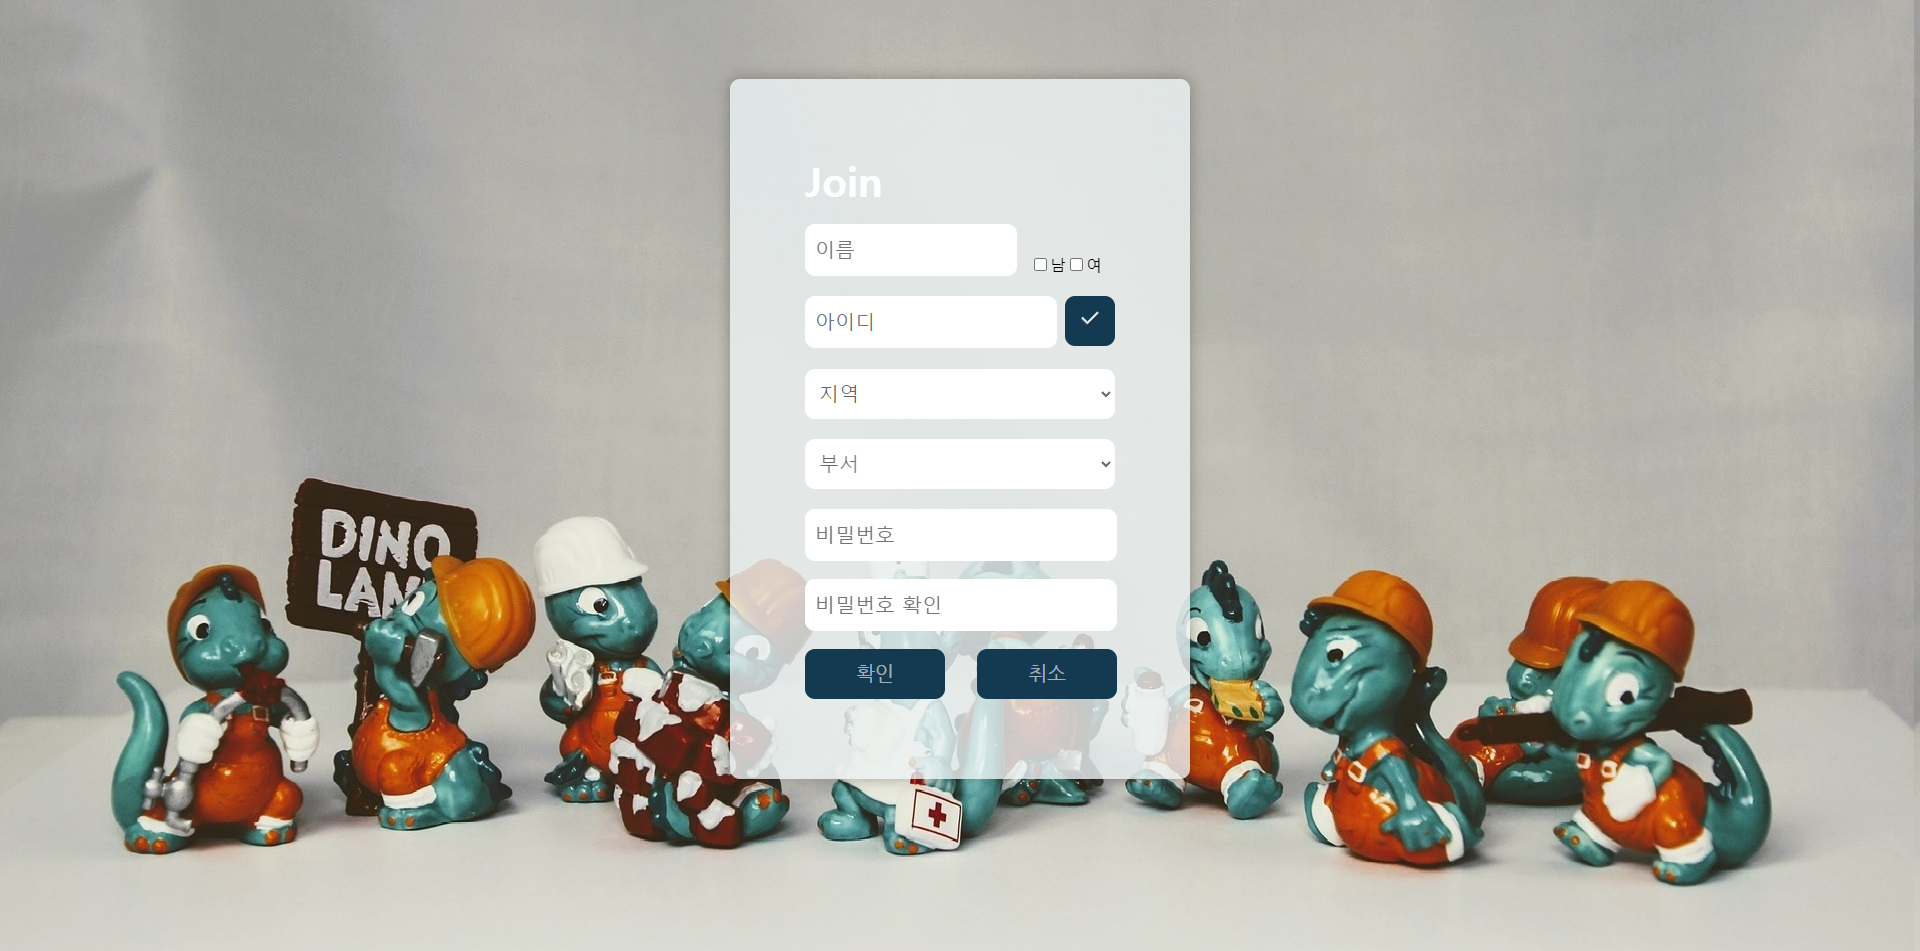 Join
이름
남 여
아이디
지역
부서
비밀번호
비밀번호 확인
확인 취소
DINO
LAN